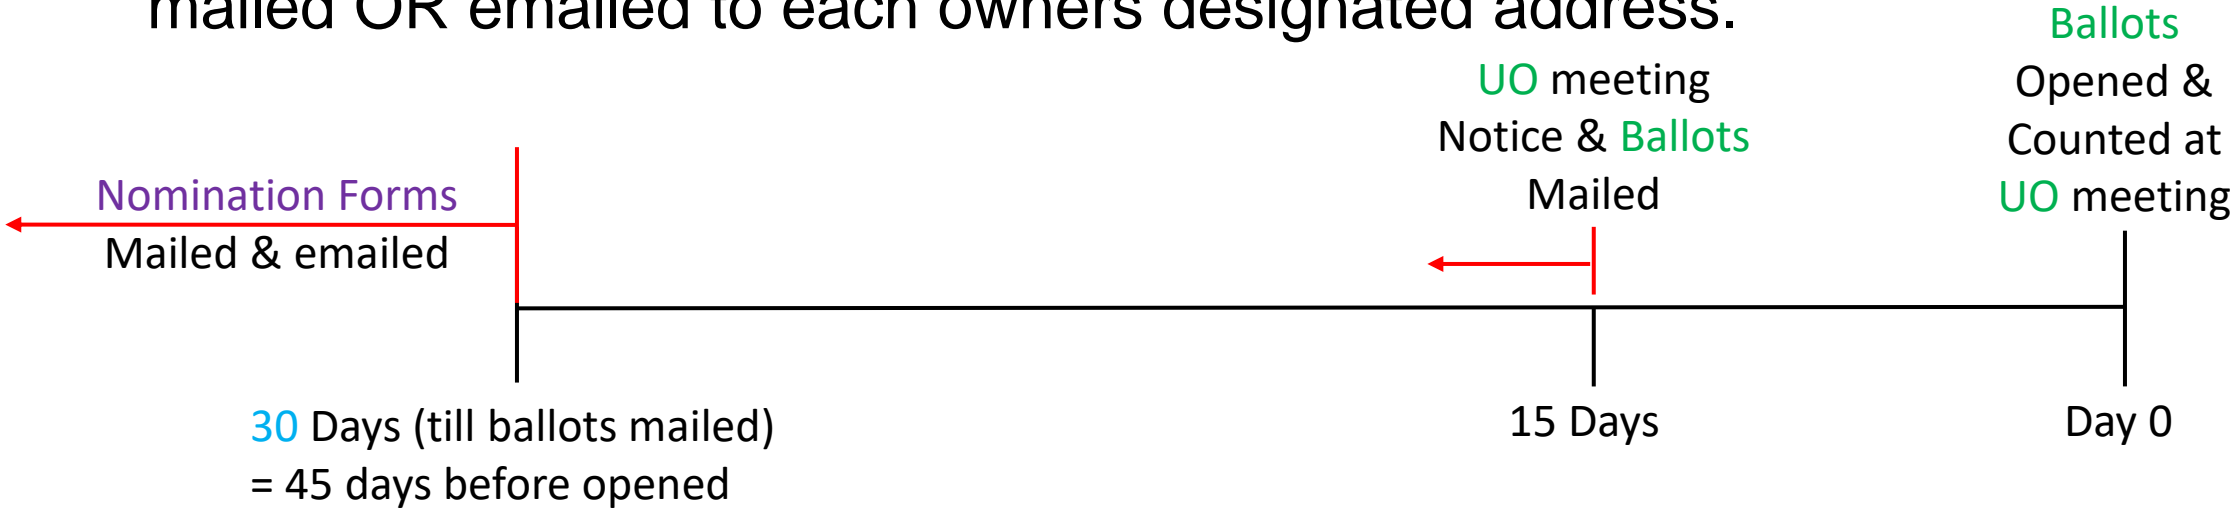 mailed OR emailed to each owners designated address.
Nomination Forms
Mailed & emailed
UO meeting
Notice & Ballots
Mailed
Ballots
Opened &
Counted at
UO meeting
30 Days (till ballots mailed)
= 45 days before opened
15 Days
Day 0